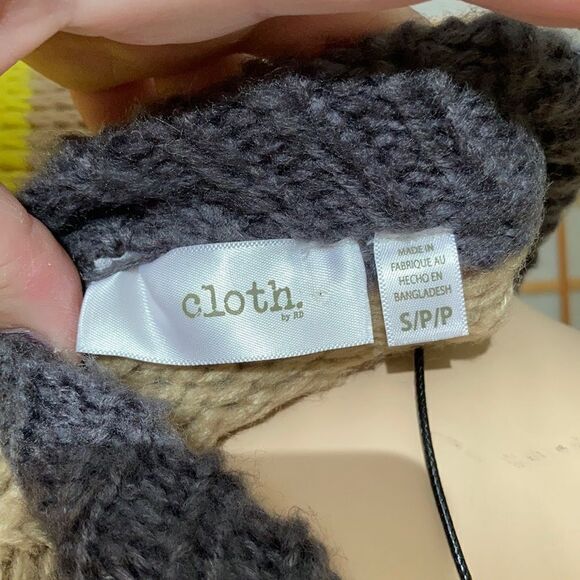 cloth.
by RD
MADE IN
FABRIQUE AU
HECHO EN
BANGLADESH
S/P/P